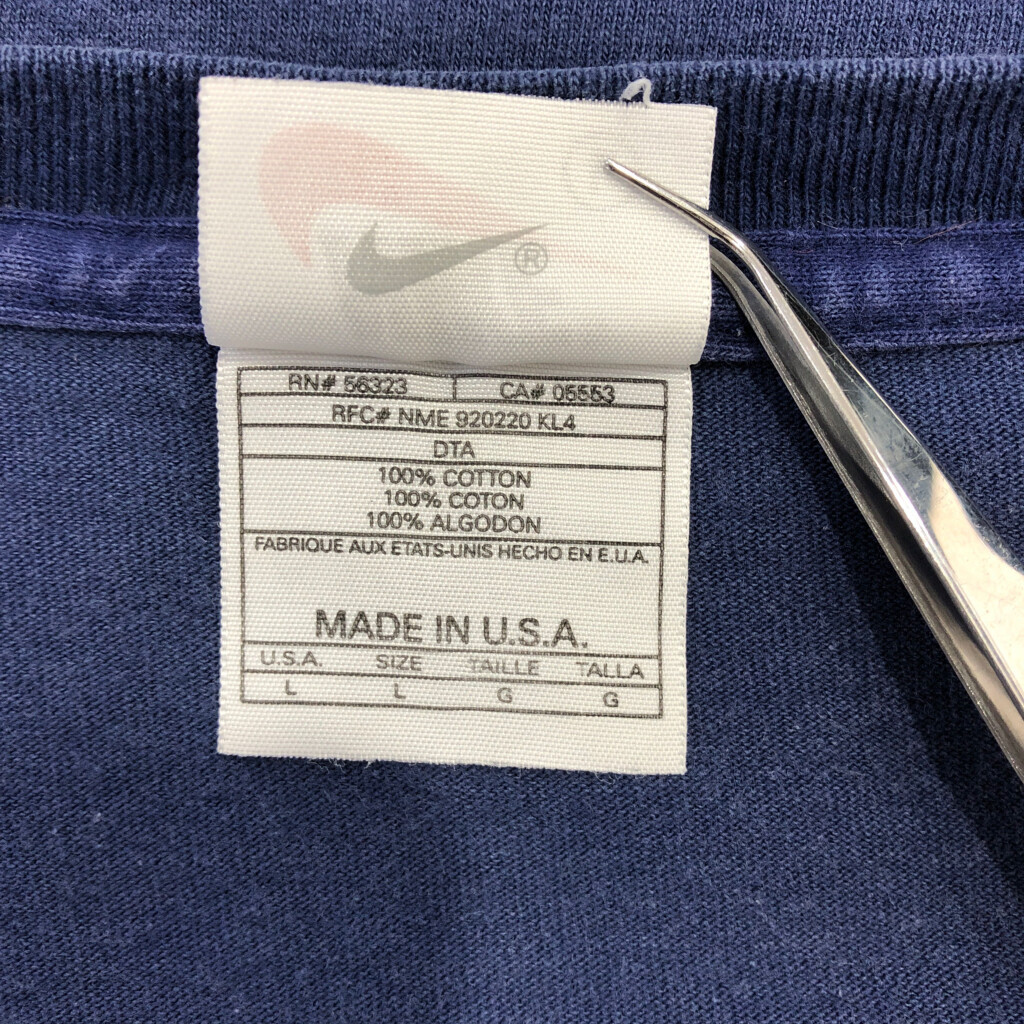 ®
RN# 56323 CA# 05553
RFC# NME 920220 KL4
DTA
100% COTTON
100% COTON
100% ALGODON
FABRIQUE AUX ETATS-UNIS HECHO EN E.U.A.
MADE IN U.S.A.
U.S.A. SIZE TAILLE TALLA
L L G G